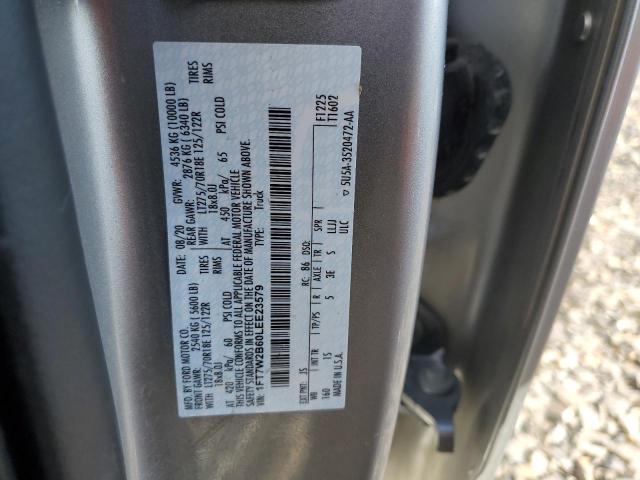 MFD. BY FORD MOTOR CO.
DATE: 08/20
GVWR: 4536 KG (10000 LB)
FRONT GAWR: 2540 KG (5600 LB)
REAR GAWR: 2876 KG (6340 LB)
LT275/70R18E 125/122R TIRES
WITH LT275/70R18E 125/122R TIRES
18x8.0J RIMS
18x8.0J RIMS
AT 420 kPa/ 60 PSI COLD
AT 450 kPa/ 65 PSI COLD
THIS VEHICLE CONFORMS TO ALL APPLICABLE FEDERAL MOTOR VEHICLE
SAFETY STANDARDS IN EFFECT ON THE DATE OF MANUFACTURE SHOWN ABOVE.
VIN: 1FT7W2B60LEE23579
TYPE: Truck
EXT PNT: JS RC: 86 DSO: F1225
T1602
WB INT TR TP/PS R AXLE TR SPR
160 1S 5 3E S LLJJ
ULC
MADE IN U.S.A. 5U5A-3520472-AA